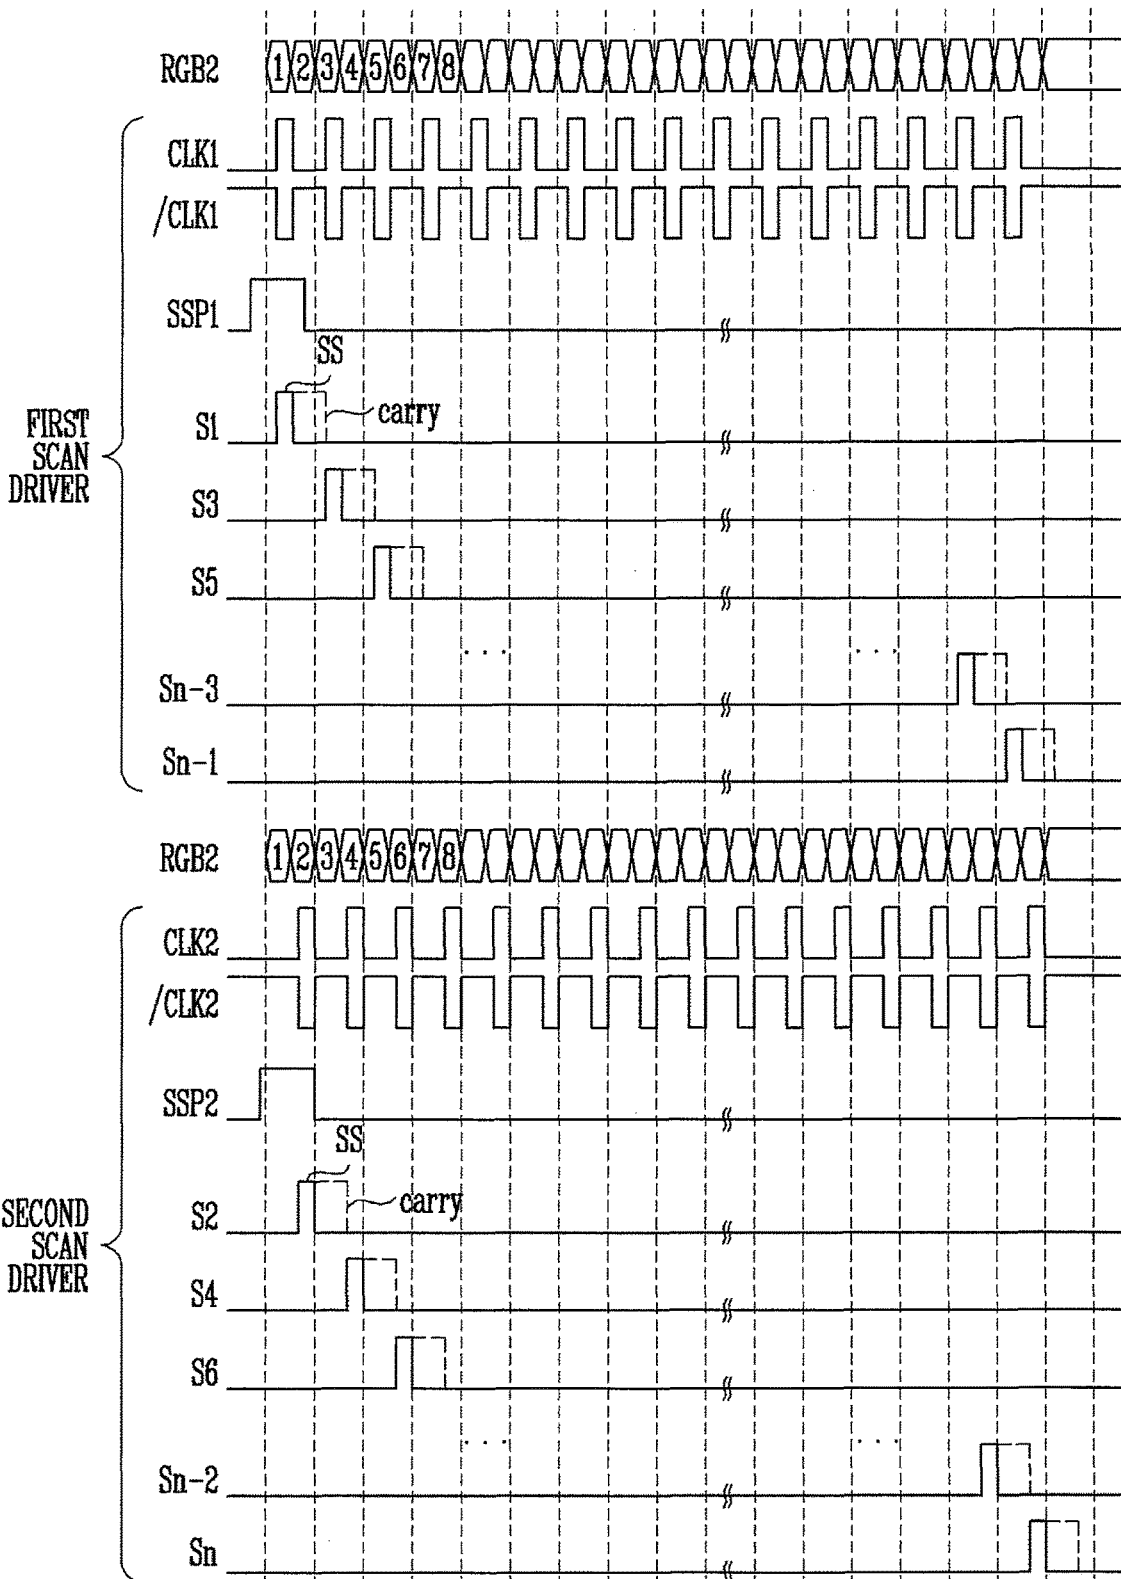 RGB2 1 2 3 4 5 6 7 8
CLK1
/CLK1
SSP1
SS
carry
S1
FIRST
SCAN
DRIVER
S3
S5
. . .
. . .
Sn-3
Sn-1
RGB2 1 2 3 4 5 6 7 8
CLK2
/CLK2
SSP2
SS
carry
S2
SECOND
SCAN
DRIVER
S4
S6
. . .
. . .
Sn-2
Sn